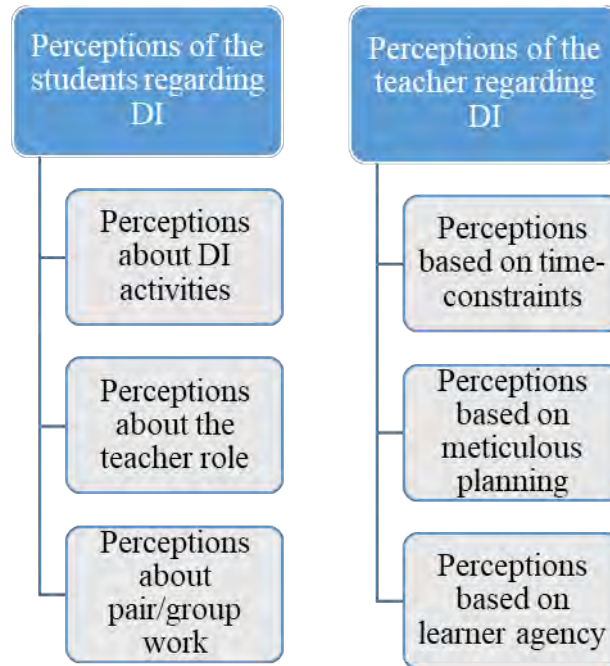 Perceptions of the
students regarding
DI
Perceptions
about DI
activities
Perceptions
about the
teacher role
Perceptions
about
pair/group
work
Perceptions of the
teacher regarding
DI
Perceptions
based on time-
constraints
Perceptions
based on
meticulous
planning
Perceptions
based on
learner agency